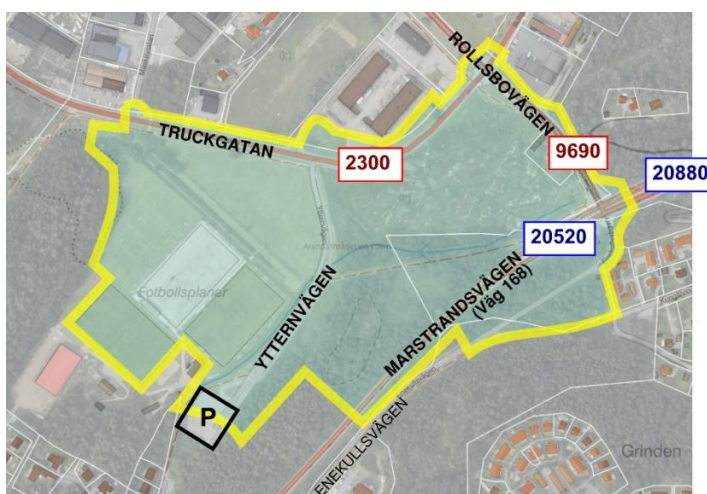 ROLLSBOVÄGEN
TRUCKGATAN
2300
9690
20880
20520
Fotbollsplaner
YTTERNVÄGEN
MARSTRANDSVÄGEN
(Väg 168)
P
ENEKULLSVÄGEN
Grinden